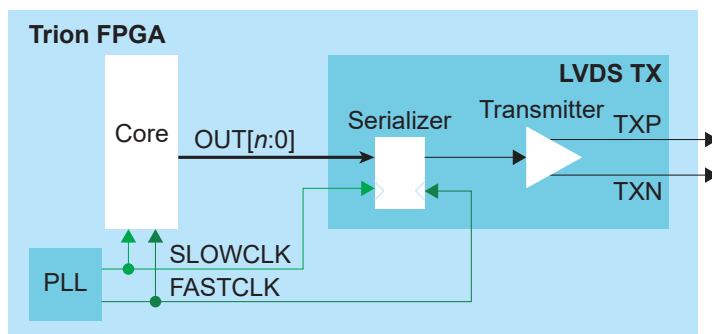 Trion FPGA
LVDS TX
Core
OUT[n:0]
Serializer
Transmitter
TXP
TXN
SLOWCLK
PLL
FASTCLK